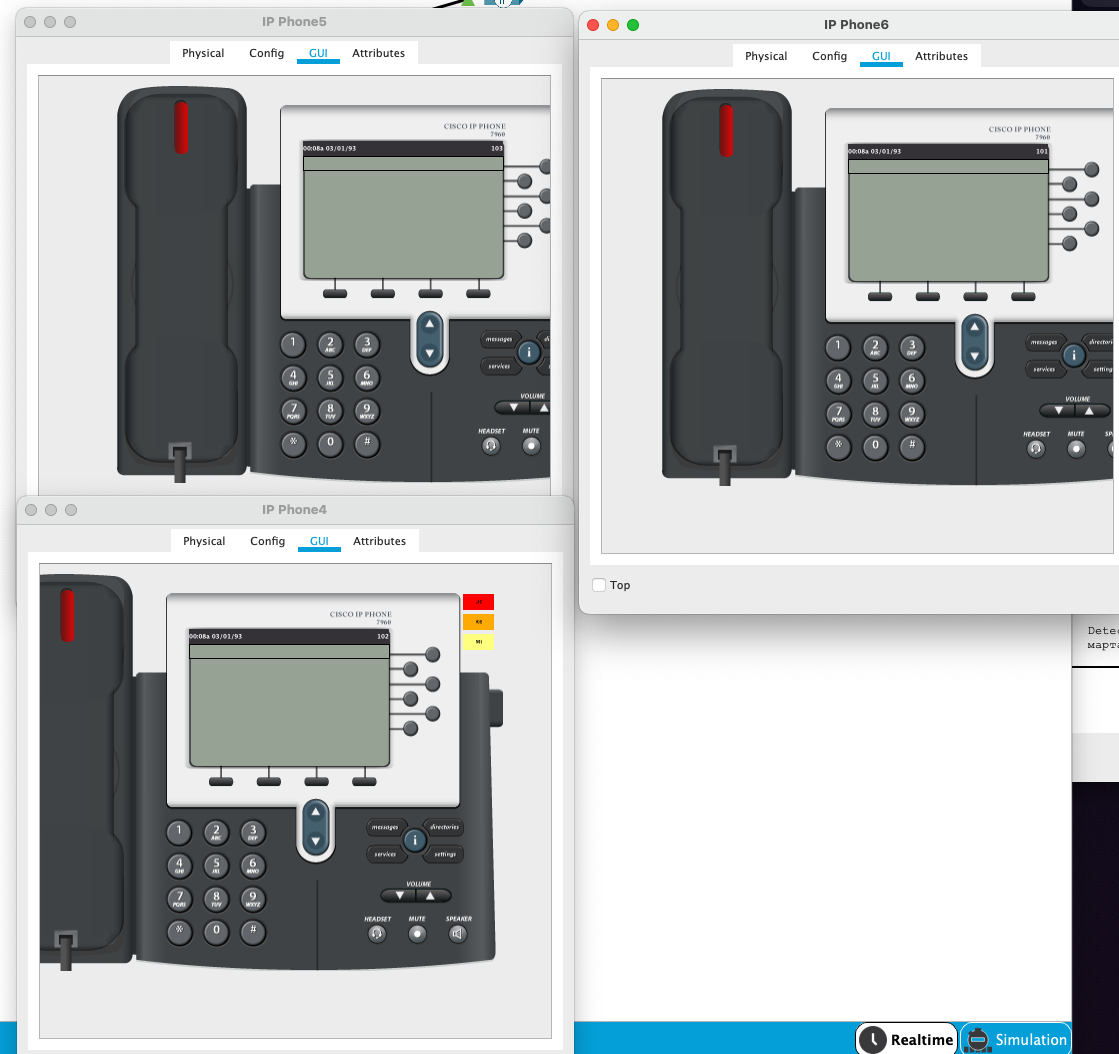 IP Phone5
Physical Config GUI Attributes
CISCO IP PHONE
7960
00:08a 03/01/93 103
1 2 ABC 3 DEF
4 GHI 5 JKL 6 MNO
7 PQRS 8 TUV 9 WXYZ
* 0 #
messages
services
i
VOLUME
HEADSET MUTE
IP Phone6
Physical Config GUI Attributes
CISCO IP PHONE
7960
00:08a 03/01/93 101
1 2 ABC 3 DEF
4 GHI 5 JKL 6 MNO
7 PQRS 8 TUV 9 WXYZ
* 0 #
messages directories
services settings
i
VOLUME
HEADSET MUTE
Top
IP Phone4
Physical Config GUI Attributes
CISCO IP PHONE
7960
00:08a 03/01/93 102
1 2 ABC 3 DEF
4 GHI 5 JKL 6 MNO
7 PQRS 8 TUV 9 WXYZ
* 0 #
messages directories
services settings
i
VOLUME
HEADSET MUTE SPEAKER
Detec
марта
Realtime Simulation